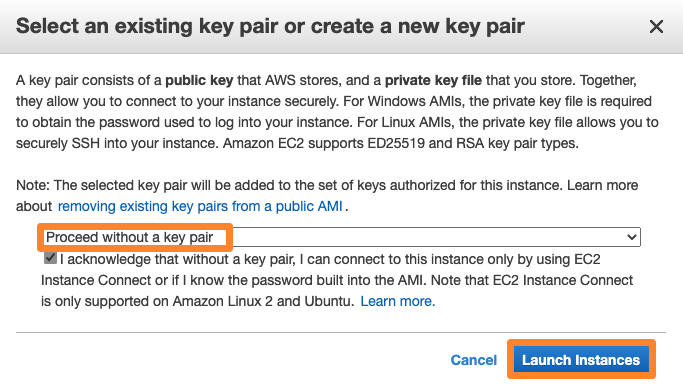 Select an existing key pair or create a new key pair
A key pair consists of a public key that AWS stores, and a private key file that you store. Together,
they allow you to connect to your instance securely. For Windows AMIs, the private key file is required
to obtain the password used to log into your instance. For Linux AMIs, the private key file allows you to
securely SSH into your instance. Amazon EC2 supports ED25519 and RSA key pair types.
Note: The selected key pair will be added to the set of keys authorized for this instance. Learn more
about removing existing key pairs from a public AMI .
Proceed without a key pair
I acknowledge that without a key pair, I can connect to this instance only by using EC2
Instance Connect or if I know the password built into the AMI. Note that EC2 Instance Connect
is only supported on Amazon Linux 2 and Ubuntu. Learn more.
Cancel Launch Instances